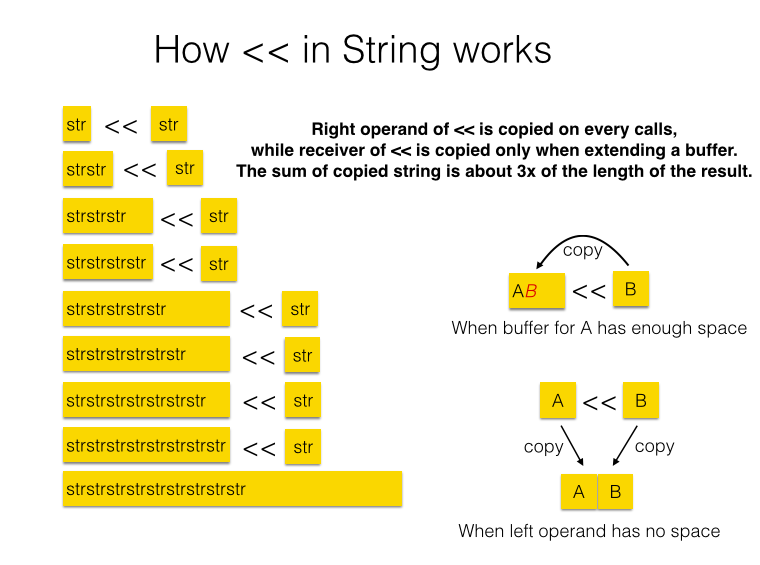 How << in String works
str << str
strstr << str
strstrstr << str
strstrstrstr << str
strstrstrstrstr << str
strstrstrstrstrstr << str
strstrstrstrstrstrstr << str
strstrstrstrstrstrstrstr << str
strstrstrstrstrstrstrstrstr
Right operand of << is copied on every calls,
while receiver of << is copied only when extending a buffer.
The sum of copied string is about 3x of the length of the result.
copy
AB << B
When buffer for A has enough space
A << B
copy copy
A B
When left operand has no space